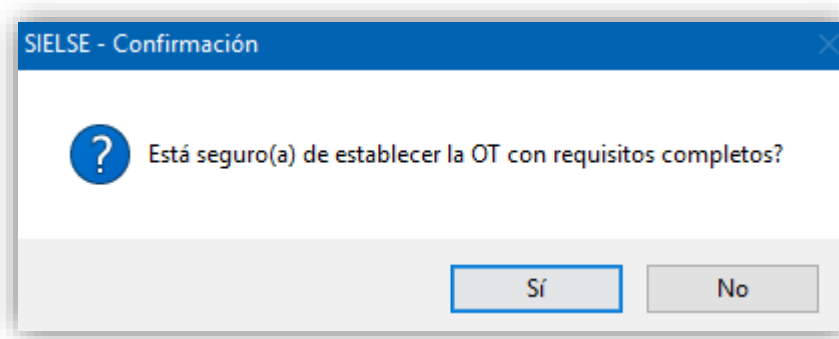 SIELSE - Confirmación
Está seguro(a) de establecer la OT con requisitos completos?
Sí
No